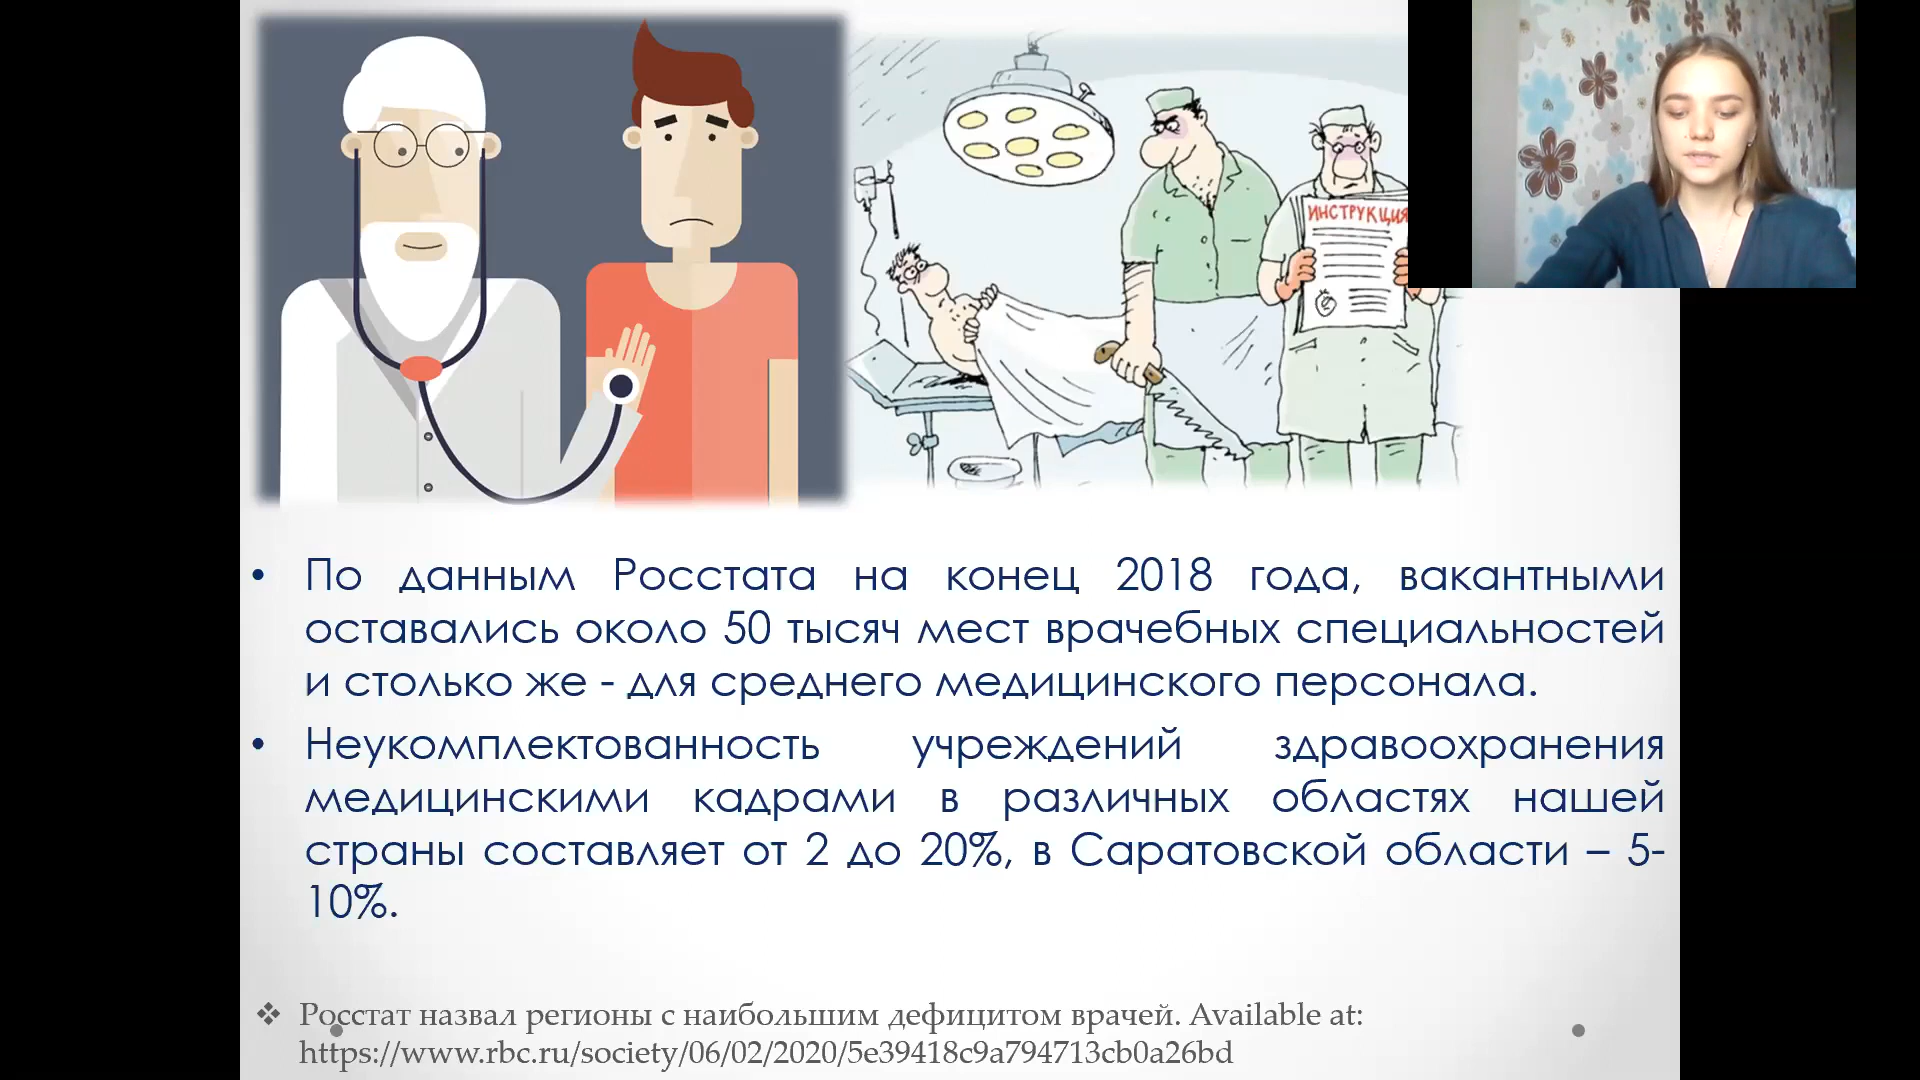 ИНСТРУКЦИЯ
• По данным Росстата на конец 2018 года, вакантными
оставались около 50 тысяч мест врачебных специальностей
и столько же - для среднего медицинского персонала.
• Неукомплектованность учреждений здравоохранения
медицинскими кадрами в различных областях нашей
страны составляет от 2 до 20%, в Саратовской области – 5-
10%.
❖ Росстат назвал регионы с наибольшим дефицитом врачей. Available at:
https://www.rbc.ru/society/06/02/2020/5e39418c9a794713cb0a26bd